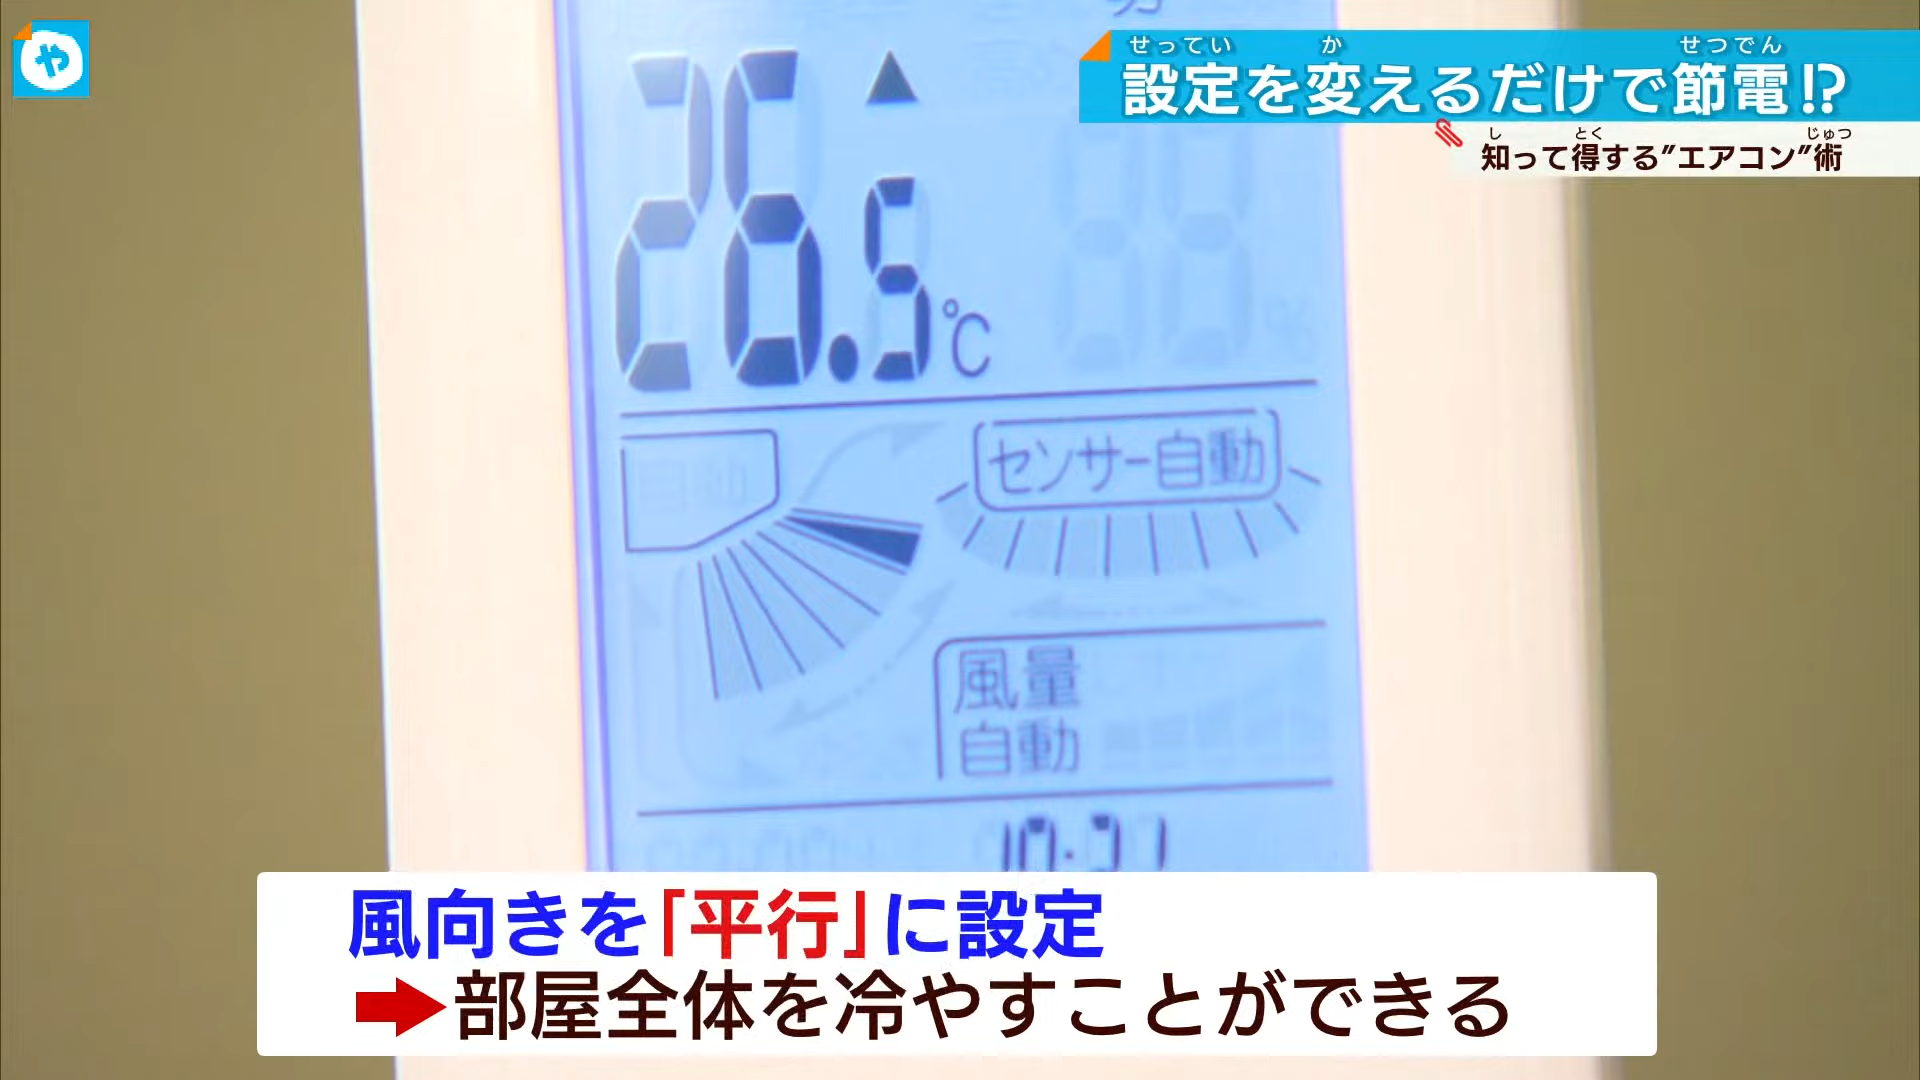 や
せってい か せつでん
設定を変えるだけで節電!?
し とく じゅつ
知って得する”エアコン”術
26.5℃
センサー自動
風量
自動
風向きを「平行」に設定
➡部屋全体を冷やすことができる